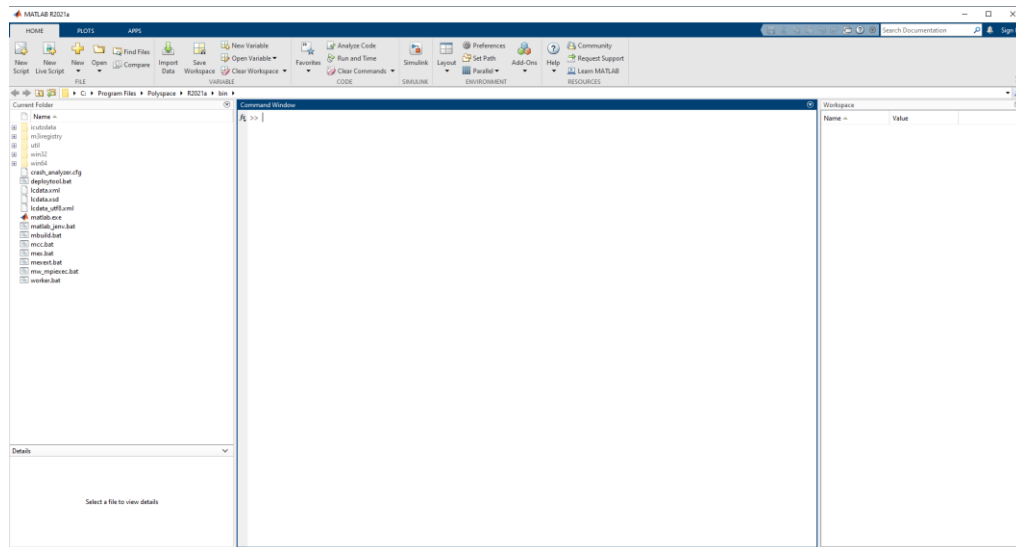 MATLAB R2021a
HOME PLOTS APPS
Search Documentation
Sign
New Script
New Live Script
New
Open
Find Files
Compare
FILE
Import Data
Save Workspace
New Variable
Open Variable
Clear Workspace
VARIABLE
Favorites
Analyze Code
Run and Time
Clear Commands
CODE
Simulink
SIMULINK
Layout
Preferences
Set Path
Parallel
ENVIRONMENT
Add-Ons
Help
Community
Request Support
Learn MATLAB
RESOURCES
C: Program Files Polyspace R2021a bin
Current Folder
Name
icutzdata
m3iregistry
util
win32
win64
crash_analyzer.cfg
deploytool.bat
lcdata.xml
lcdata.xsd
lcdata_utf8.xml
matlab.exe
matlab_jenv.bat
mbuild.bat
mcc.bat
mex.bat
mexext.bat
mw_mpiexec.bat
worker.bat
Details
Select a file to view details
Command Window
fx >>
Workspace
Name Value